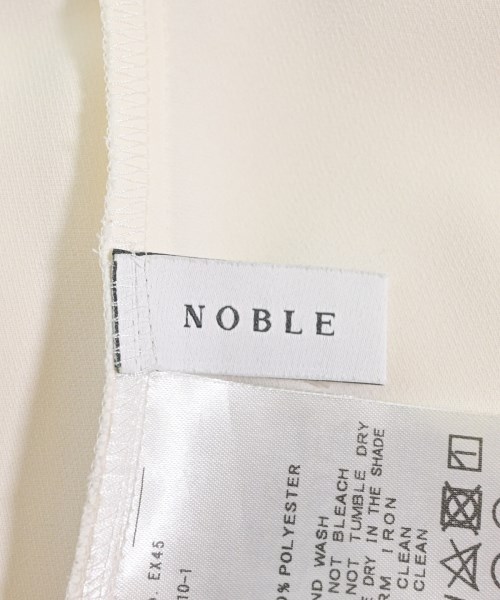 NOBLE
0% POLYESTER
ND WASH
NOT BLEACH
NOT TUMBLE DRY
E DRY IN THE SHADE
RM IRON
CLEAN
CLEAN
. EX45
10-1
1